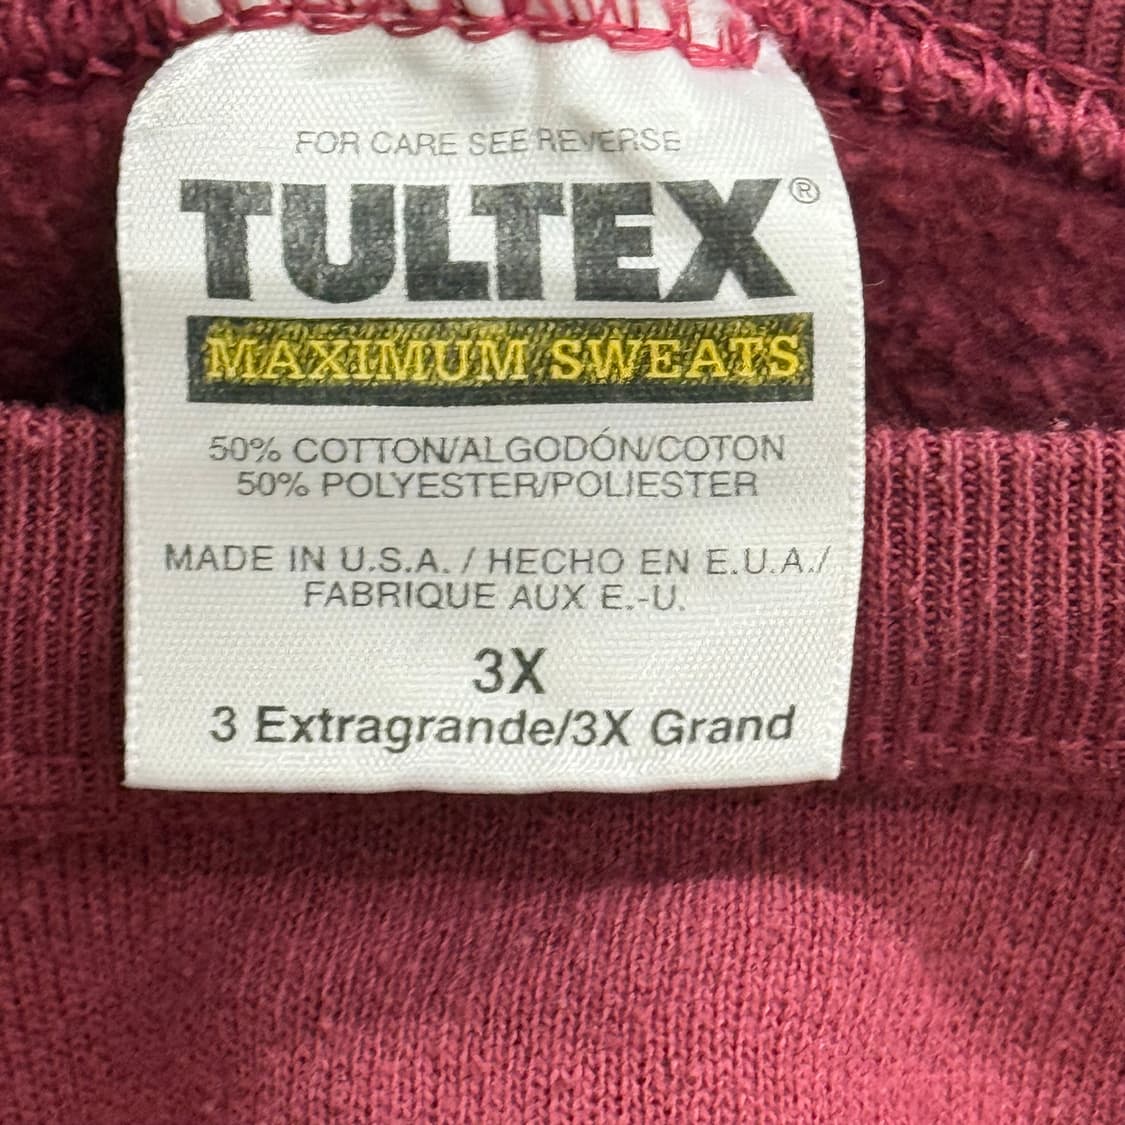 FOR CARE SEE REVERSE
TULTEX®
MAXIMUM SWEATS
50% COTTON/ALGODÓN/COTON
50% POLYESTER/POLIESTER
MADE IN U.S.A. / HECHO EN E.U.A./
FABRIQUE AUX E.-U.
3X
3 Extragrande/3X Grand